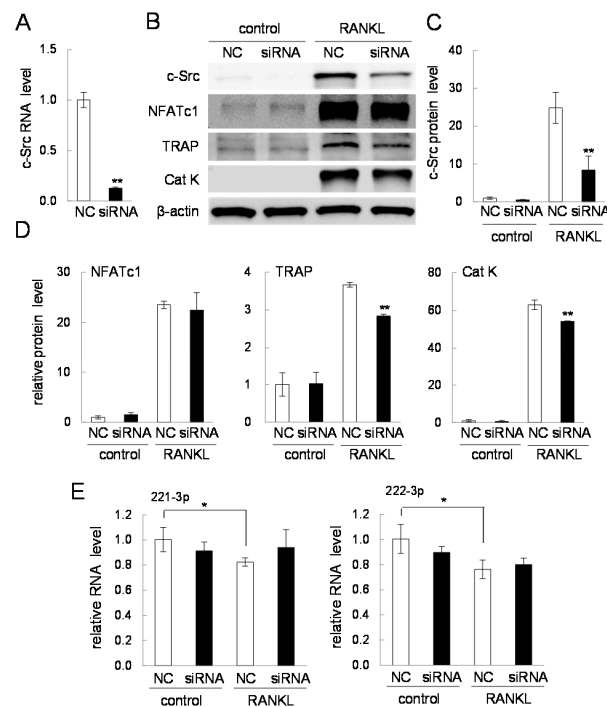 A
c-Src RNA level
1.5
1.0
0.5
0.0
**
NC siRNA
B
control RANKL
NC siRNA NC siRNA
c-Src
NFATc1
TRAP
Cat K
β-actin
C
c-Src protein level
40
30
20
10
0
**
NC siRNA NC siRNA
control RANKL
D
relative protein level
NFATc1
30
20
10
0
NC siRNA NC siRNA
control RANKL
TRAP
4
3
2
1
0
**
NC siRNA NC siRNA
control RANKL
Cat K
80
60
40
20
0
**
NC siRNA NC siRNA
control RANKL
E
221-3p
relative RNA level
1.2
1.0
0.8
0.6
0.4
0.2
0.0
*
NC siRNA NC siRNA
control RANKL
222-3p
relative RNA level
1.2
1.0
0.8
0.6
0.4
0.2
0.0
*
NC siRNA NC siRNA
control RANKL